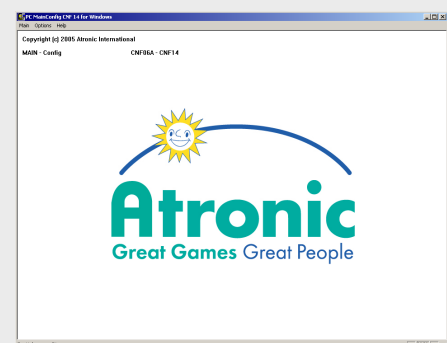 PC MainConfig CNF 14 for Windows
Main Options Help
Copyright (c) 2005 Atronic International
MAIN - Config CNF06A - CNF14
Atronic
Great Games Great People